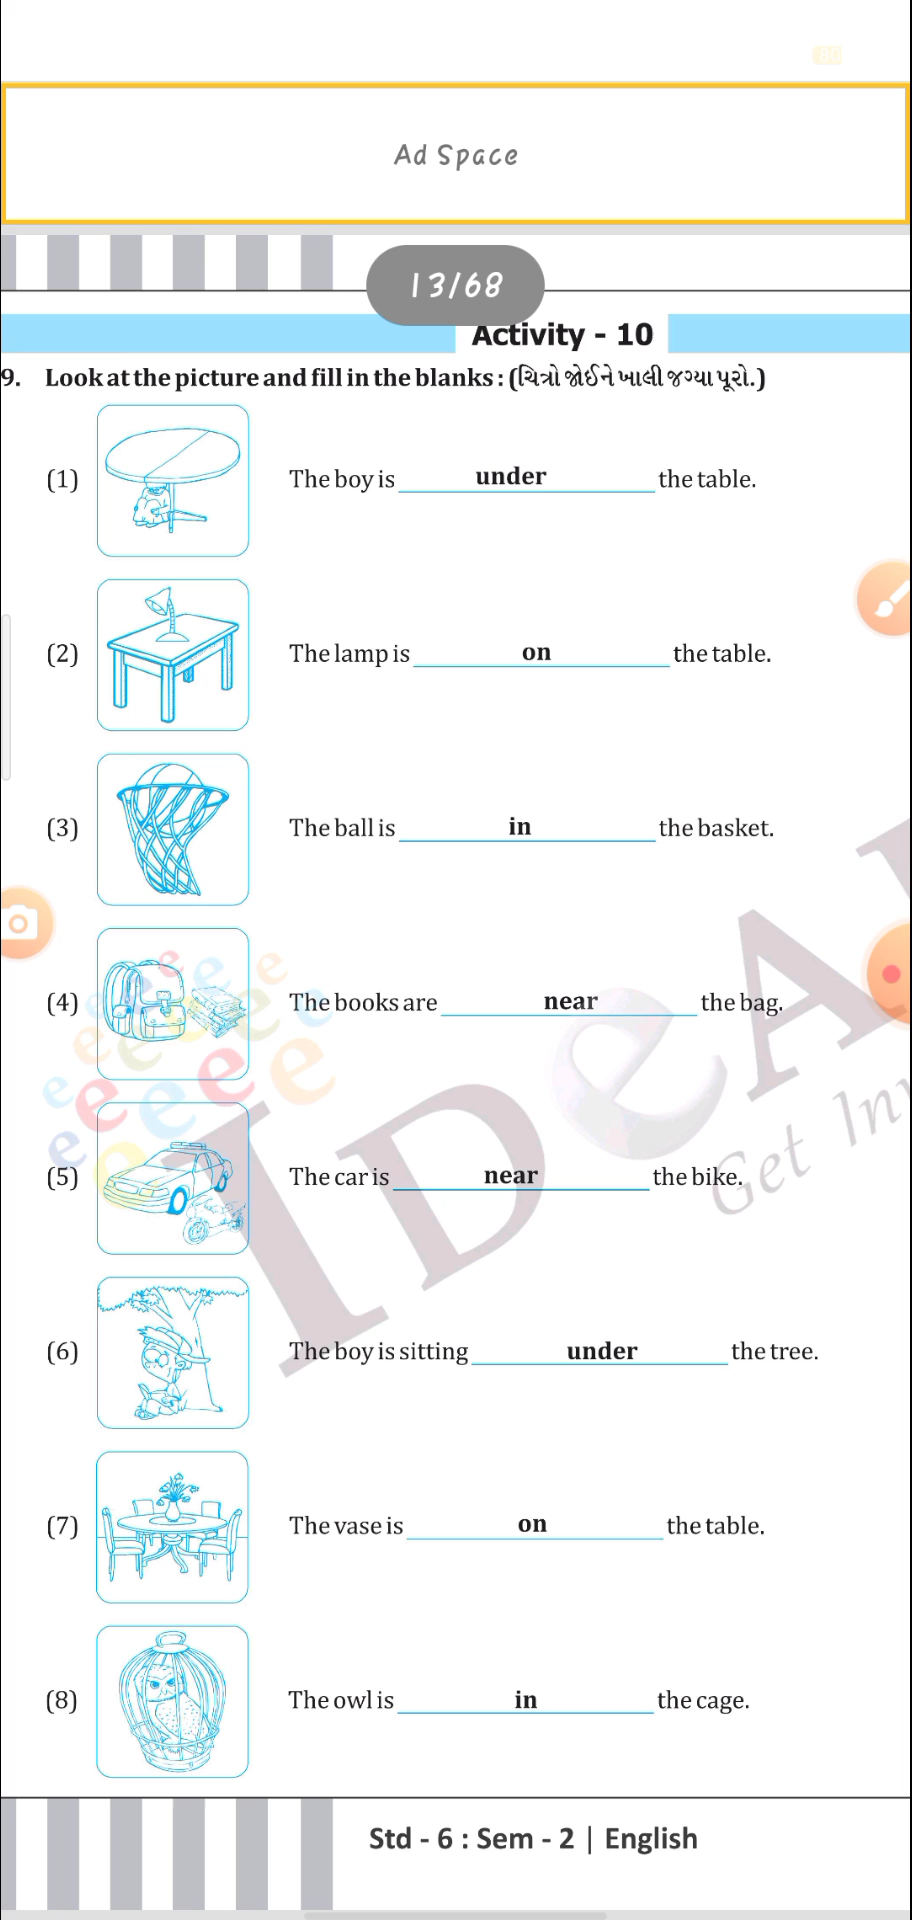 Ad Space
13/68
Activity - 10
9. Look at the picture and fill in the blanks : (ચિત્રો જોઈને ખાલી જગ્યા પૂરો.)
(1) The boy is under the table.
(2) The lamp is on the table.
(3) The ball is in the basket.
(4) The books are near the bag.
(5) The car is near the bike.
(6) The boy is sitting under the tree.
(7) The vase is on the table.
(8) The owl is in the cage.
Std - 6 : Sem - 2 | English